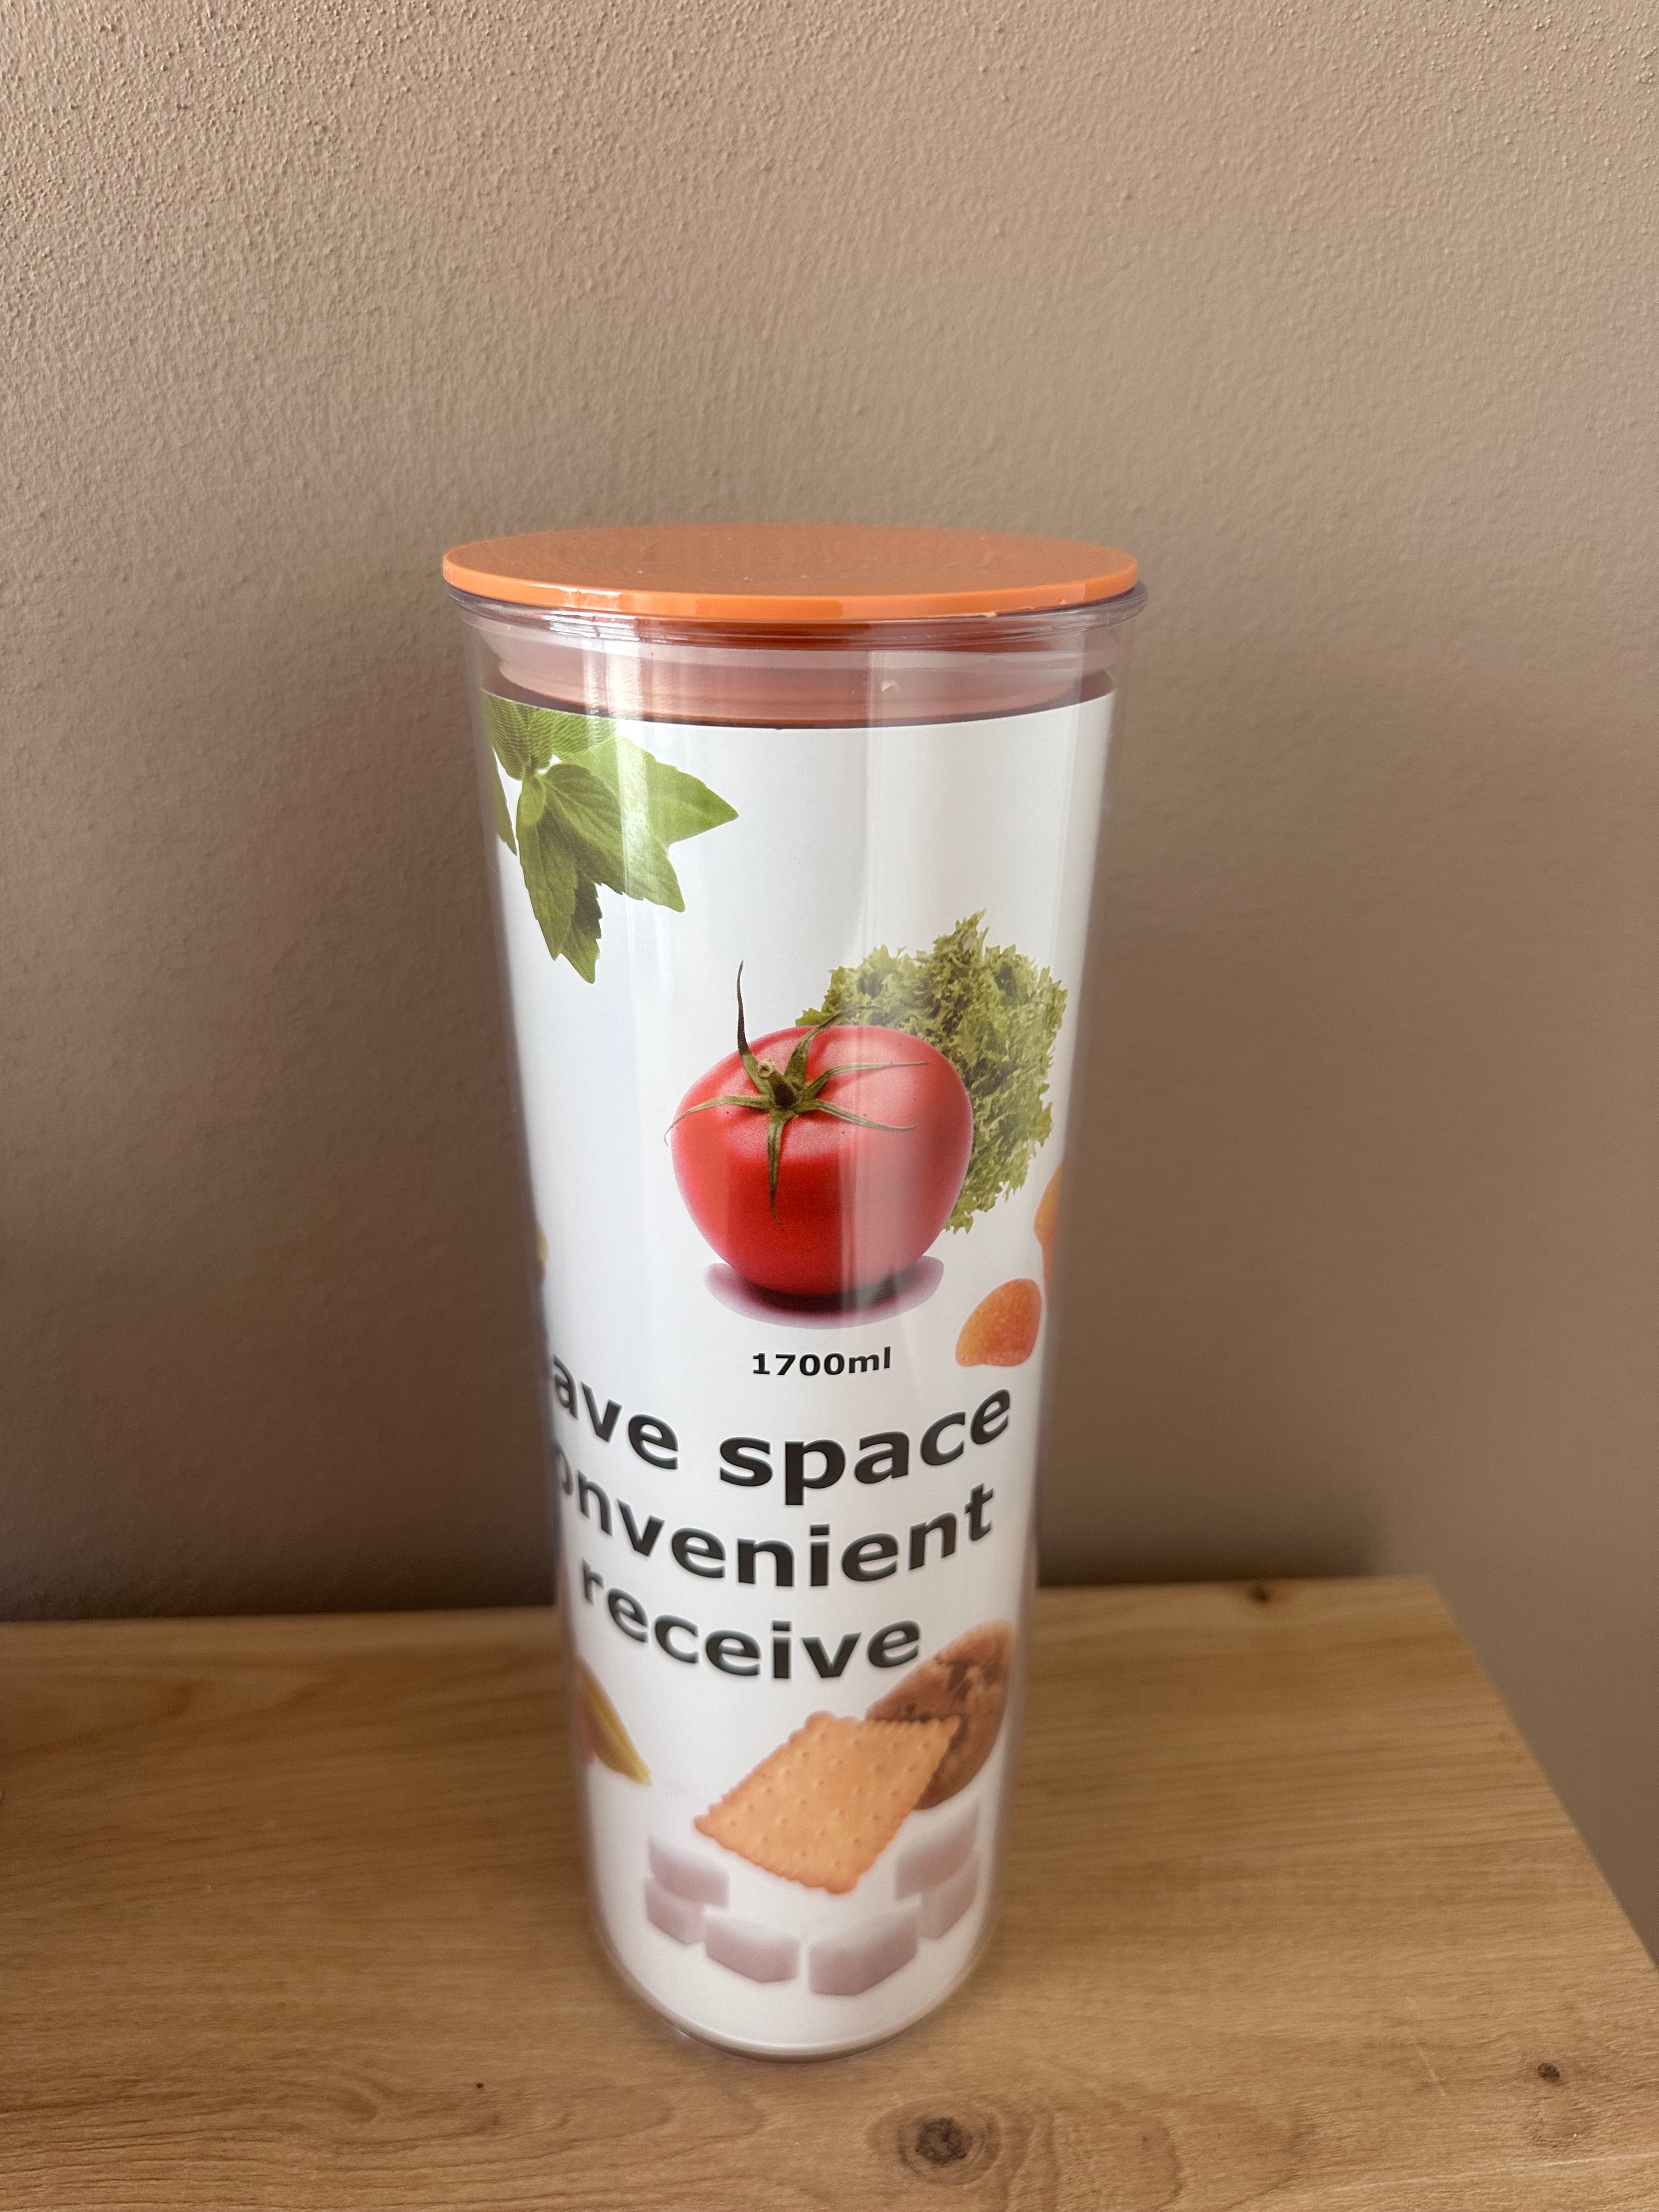 1700ml
ave space
onvenient
receive